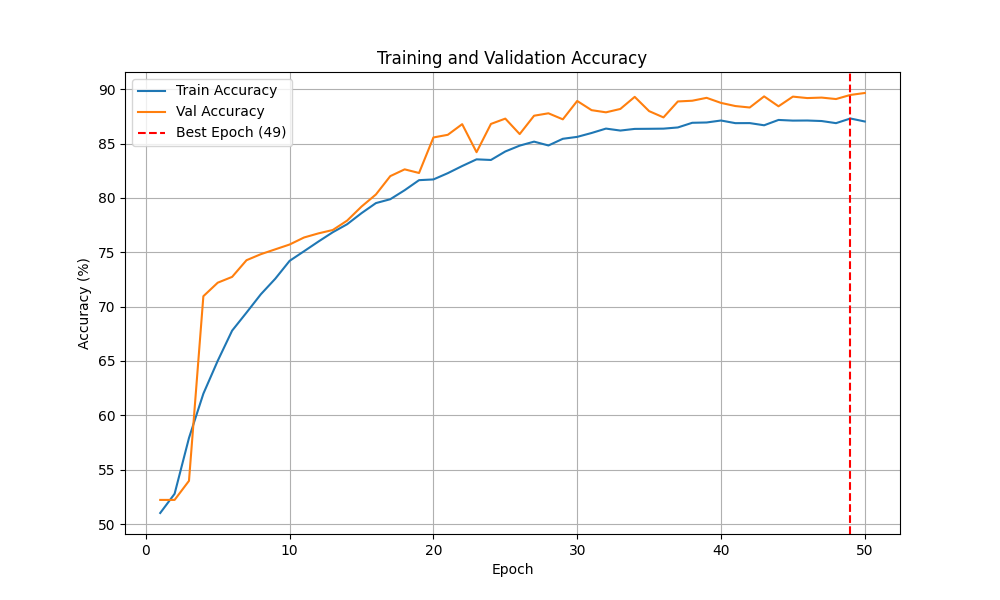 Training and Validation Accuracy
Train Accuracy
Val Accuracy
Best Epoch (49)
Accuracy (%)
90
85
80
75
70
65
60
55
50
0 10 20 30 40 50
Epoch